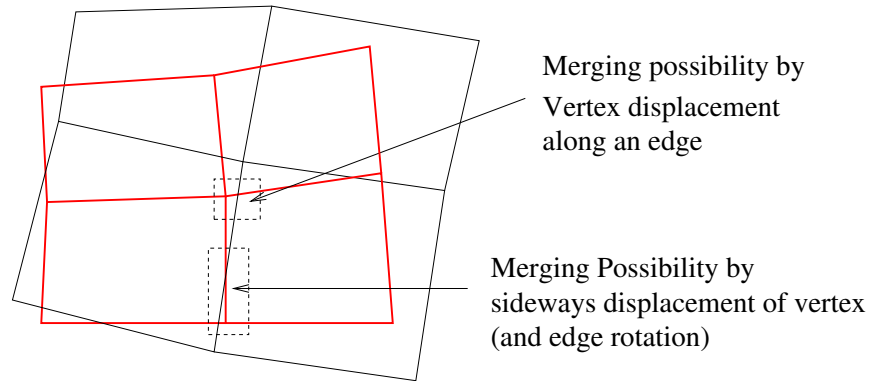 Merging possibility by
Vertex displacement
along an edge
Merging Possibility by
sideways displacement of vertex
(and edge rotation)